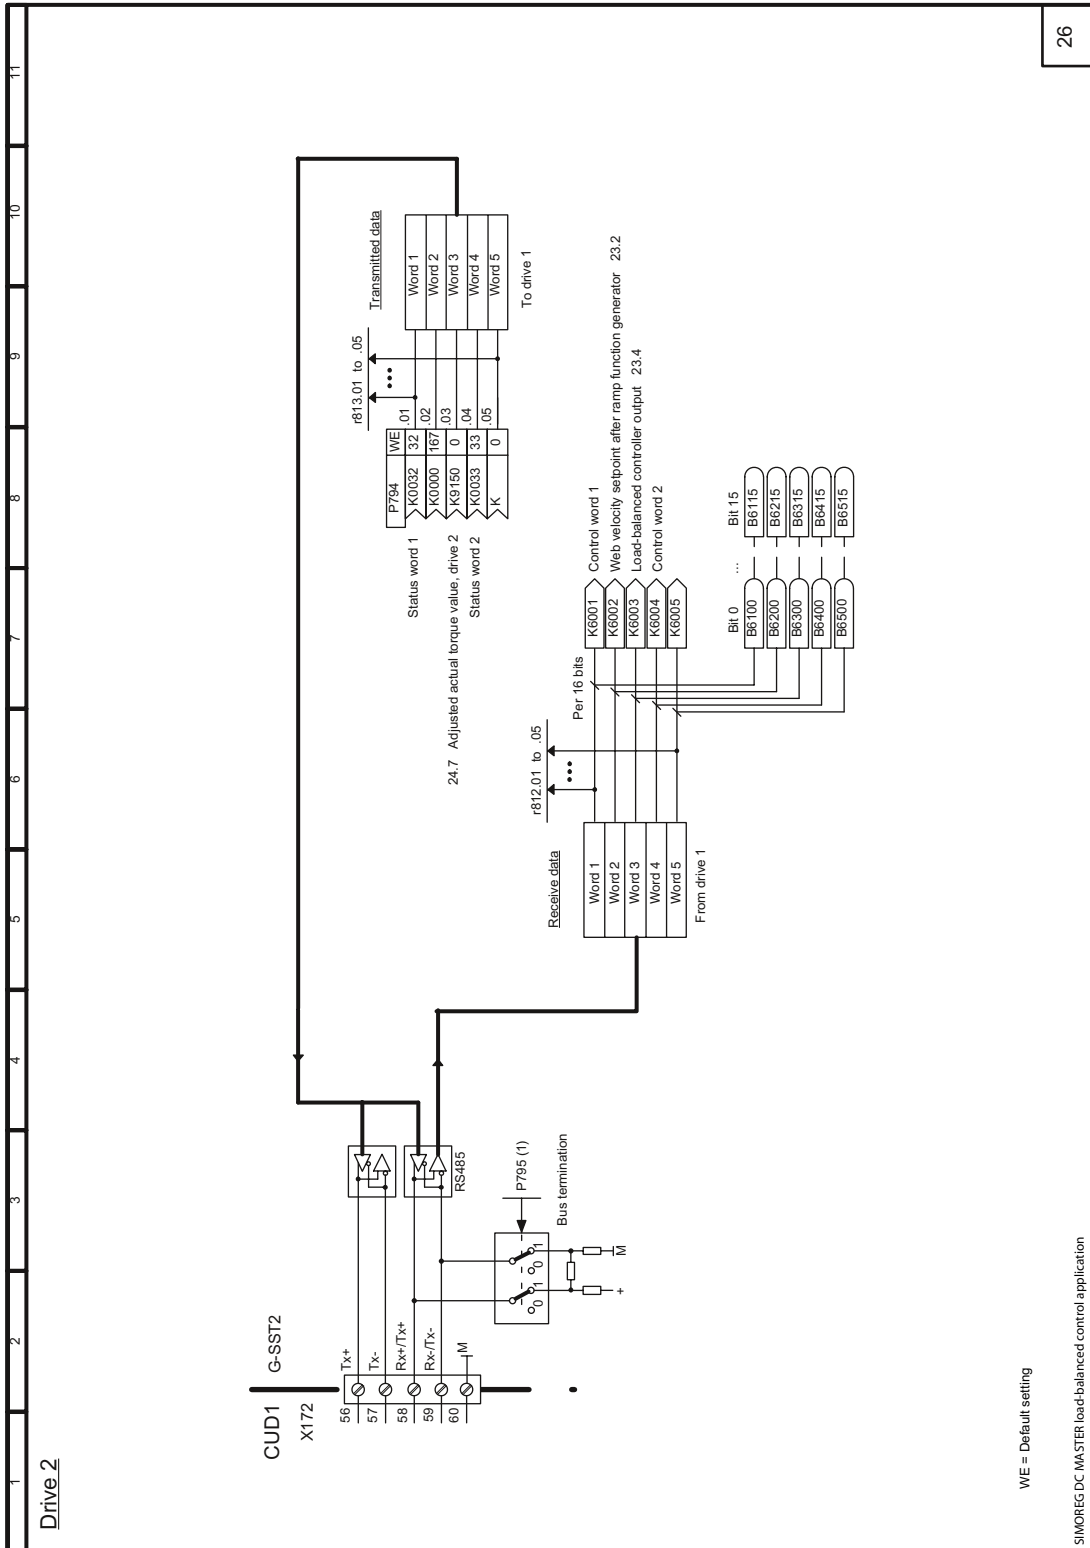 1 2 3 4 5 6 7 8 9 10 11
Drive 2
CUD1
G-SST2
X172
56 Tx+
57 Tx-
58 Rx+/Tx+
59 Rx-/Tx-
60 M
RS485
P795 (1)
0 1 0 1
+ M
Bus termination
Transmitted data
r813.01 to .05
P794 WE
Status word 1 K0032 32 .01 Word 1
K0000 167 .02 Word 2
24.7 Adjusted actual torque value, drive 2 K9150 0 .03 Word 3
Status word 2 K0033 33 .04 Word 4
K 0 .05 Word 5
To drive 1
Receive data
r812.01 to .05
Per 16 bits
Word 1 K6001 Control word 1
Word 2 K6002 Web velocity setpoint after ramp function generator 23.2
Word 3 K6003 Load-balanced controller output 23.4
Word 4 K6004 Control word 2
Word 5 K6005
From drive 1
Bit 0 ... Bit 15
B6100 B6115
B6200 B6215
B6300 B6315
B6400 B6415
B6500 B6515
WE = Default setting
SIMOREG DC MASTER load-balanced control application
26